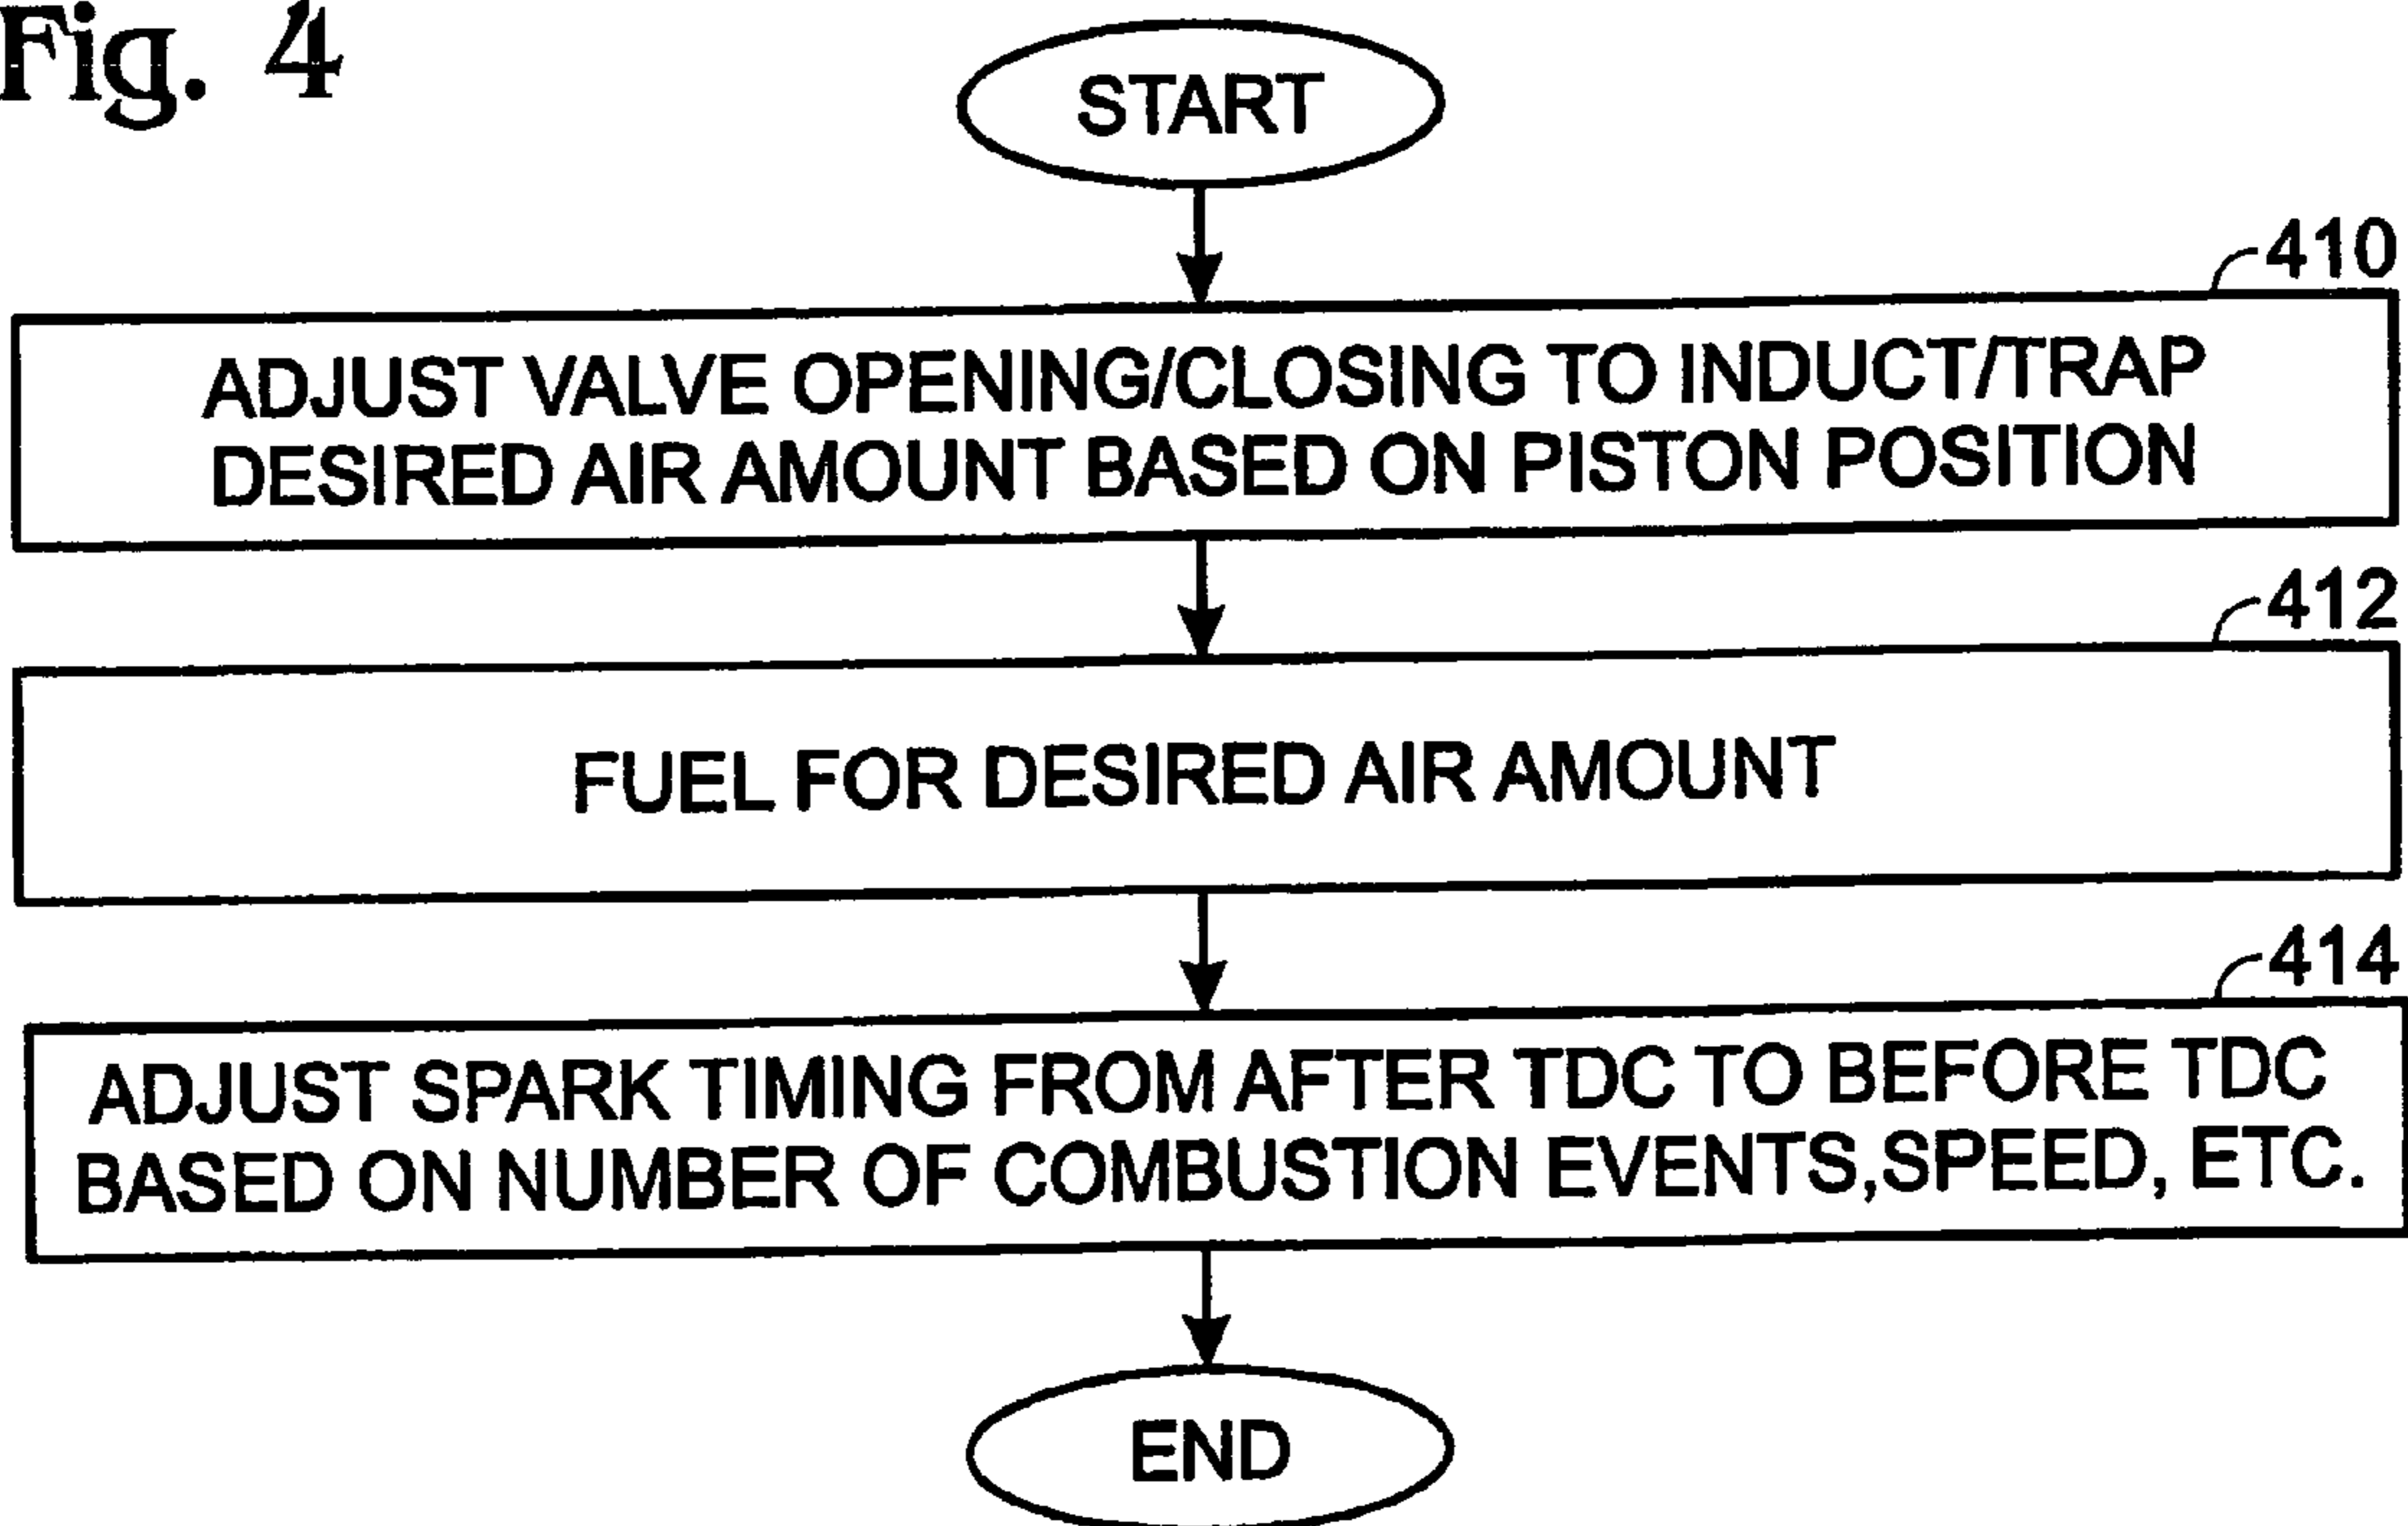 Fig. 4
START
410
ADJUST VALVE OPENING/CLOSING TO INDUCT/TRAP
DESIRED AIR AMOUNT BASED ON PISTON POSITION
412
FUEL FOR DESIRED AIR AMOUNT
414
ADJUST SPARK TIMING FROM AFTER TDC TO BEFORE TDC
BASED ON NUMBER OF COMBUSTION EVENTS,SPEED, ETC.
END